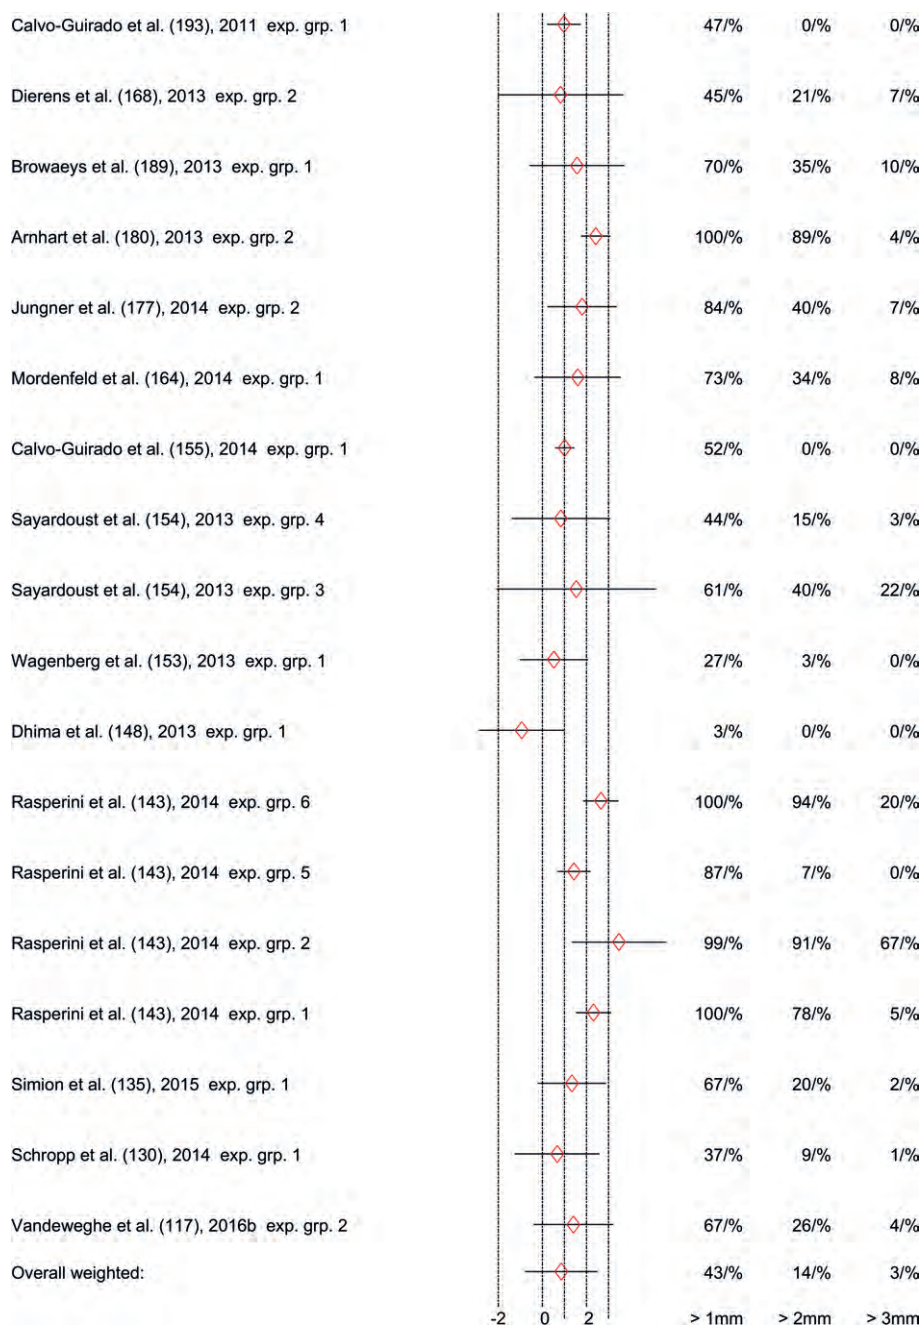 Calvo-Guirado et al. (193), 2011 exp. grp. 1 47/% 0/% 0/%
Dierens et al. (168), 2013 exp. grp. 2 45/% 21/% 7/%
Browaeys et al. (189), 2013 exp. grp. 1 70/% 35/% 10/%
Arnhart et al. (180), 2013 exp. grp. 2 100/% 89/% 4/%
Jungner et al. (177), 2014 exp. grp. 2 84/% 40/% 7/%
Mordenfeld et al. (164), 2014 exp. grp. 1 73/% 34/% 8/%
Calvo-Guirado et al. (155), 2014 exp. grp. 1 52/% 0/% 0/%
Sayardoust et al. (154), 2013 exp. grp. 4 44/% 15/% 3/%
Sayardoust et al. (154), 2013 exp. grp. 3 61/% 40/% 22/%
Wagenberg et al. (153), 2013 exp. grp. 1 27/% 3/% 0/%
Dhima et al. (148), 2013 exp. grp. 1 3/% 0/% 0/%
Rasperini et al. (143), 2014 exp. grp. 6 100/% 94/% 20/%
Rasperini et al. (143), 2014 exp. grp. 5 87/% 7/% 0/%
Rasperini et al. (143), 2014 exp. grp. 2 99/% 91/% 67/%
Rasperini et al. (143), 2014 exp. grp. 1 100/% 78/% 5/%
Simion et al. (135), 2015 exp. grp. 1 67/% 20/% 2/%
Schropp et al. (130), 2014 exp. grp. 1 37/% 9/% 1/%
Vandeweghe et al. (117), 2016b exp. grp. 2 67/% 26/% 4/%
Overall weighted: 43/% 14/% 3/%
-2 0 2 > 1mm > 2mm > 3mm